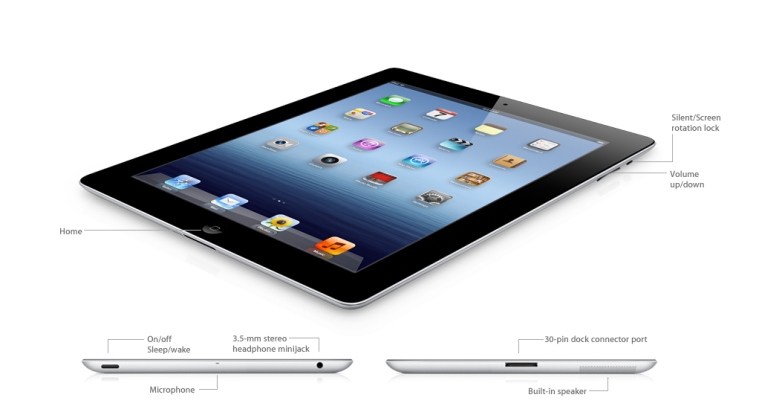 Silent/Screen
rotation lock
Volume
up/down
Home
On/off
Sleep/wake
3.5-mm stereo
headphone minijack
Microphone
30-pin dock connector port
Built-in speaker